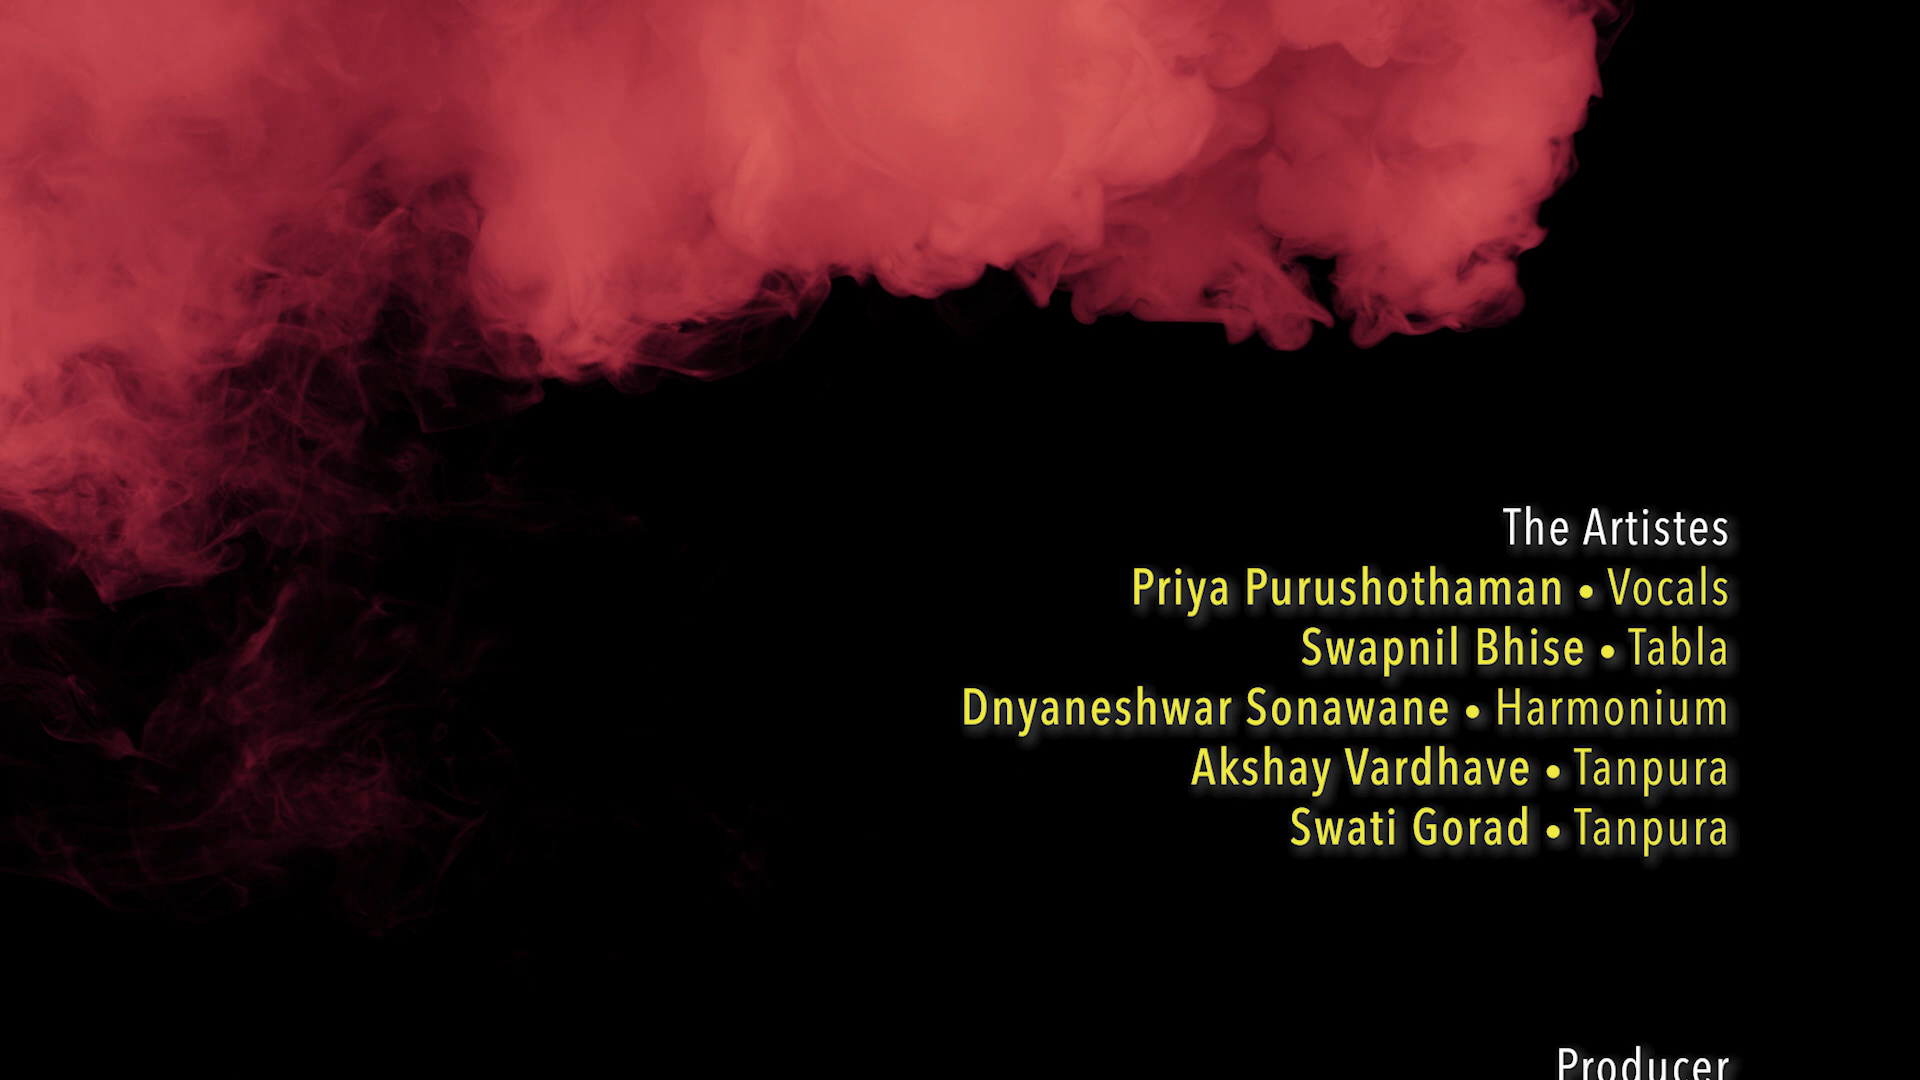 The Artistes
Priya Purushothaman • Vocals
Swapnil Bhise • Tabla
Dnyaneshwar Sonawane • Harmonium
Akshay Vardhave • Tanpura
Swati Gorad • Tanpura
Producer